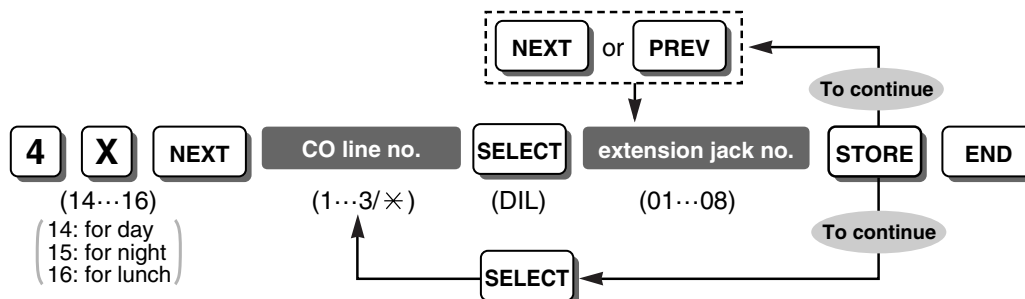 NEXT or PREV
To continue
4 X NEXT CO line no. SELECT extension jack no. STORE END
(14···16) (1···3/✳) (DIL) (01···08)
14: for day
15: for night
16: for lunch
To continue
SELECT